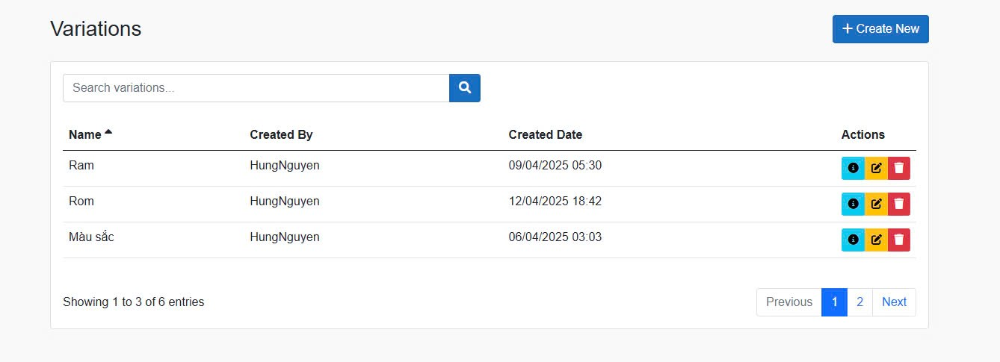 Variations
Create New
Search variations...
Name Created By Created Date Actions
Ram HungNguyen 09/04/2025 05:30
Rom HungNguyen 12/04/2025 18:42
Màu sắc HungNguyen 06/04/2025 03:03
Showing 1 to 3 of 6 entries
Previous 1 2 Next